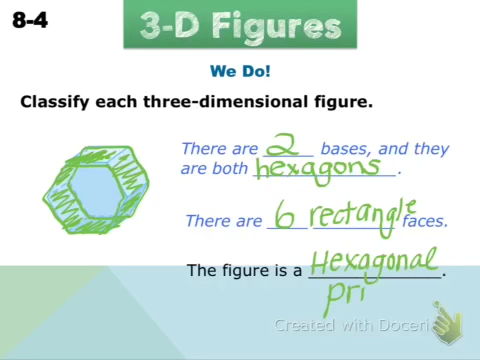 8-4
3-D Figures
We Do!
Classify each three-dimensional figure.
There are 2 bases, and they
are both hexagons.
There are 6 rectangle faces.
The figure is a Hexagonal.
pri
Created with Doceri